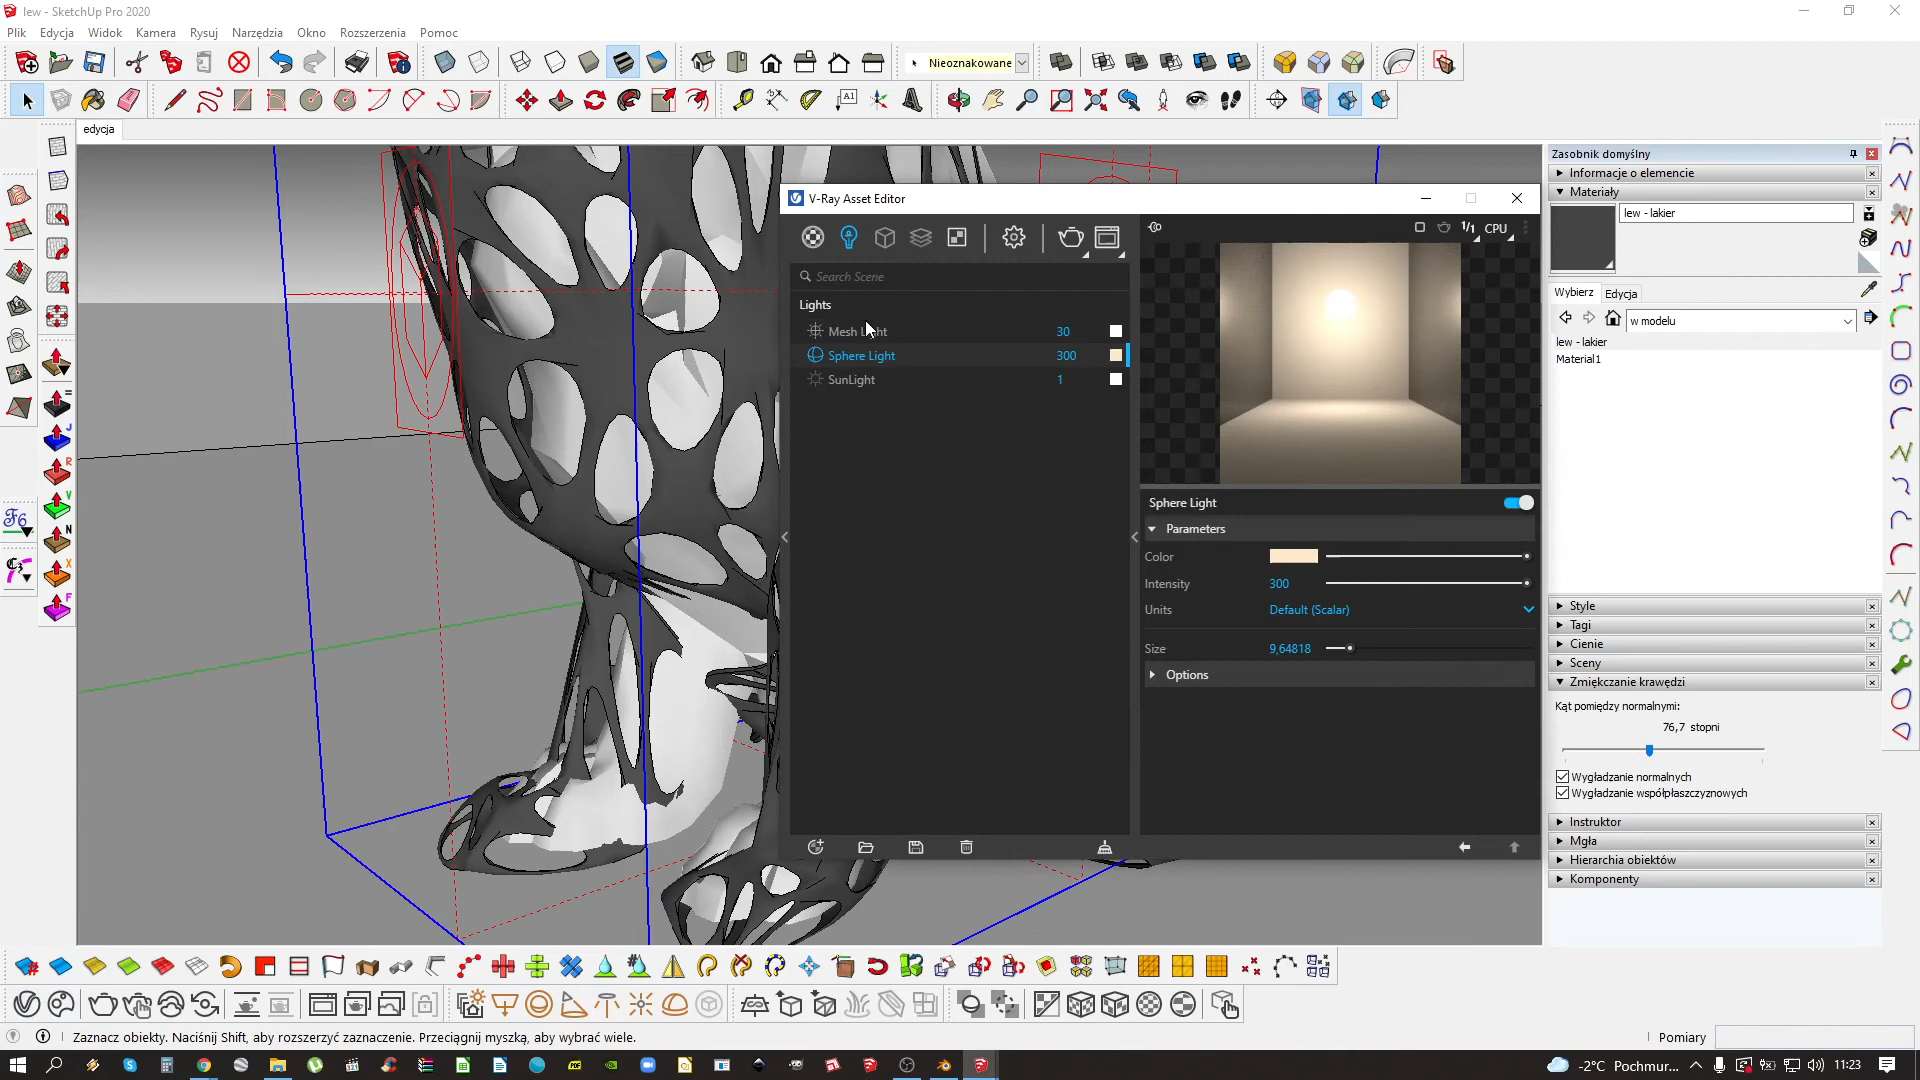 lew - SketchUp Pro 2020
Plik Edycja Widok Kamera Rysuj Narzędzia Okno Rozszerzenia Pomoc
Nieoznakowane
A1
edycja
Zasobnik domyślny
Informacje o elemencie
Materiały
lew - lakier
Wybierz Edycja
w modelu
lew - lakier
Material1
Style
Tagi
Cienie
Sceny
Zmiękczanie krawędzi
Kąt pomiędzy normalnymi:
76,7 stopni
Wygładzanie normalnych
Wygładzanie współpłaszczyznowych
Instruktor
Mgła
Hierarchia obiektów
Komponenty
V-Ray Asset Editor
1/1 CPU
Search Scene
Lights
Mesh Light 30
Sphere Light 300
SunLight 1
Sphere Light
Parameters
Color
Intensity 300
Units Default (Scalar)
Size 9,64818
Options
J
R
V
N
X
F
Zaznacz obiekty. Naciśnij Shift, aby rozszerzyć zaznaczenie. Przeciągnij myszką, aby wybrać wiele.
Pomiary
-2°C Pochmur... 11:23